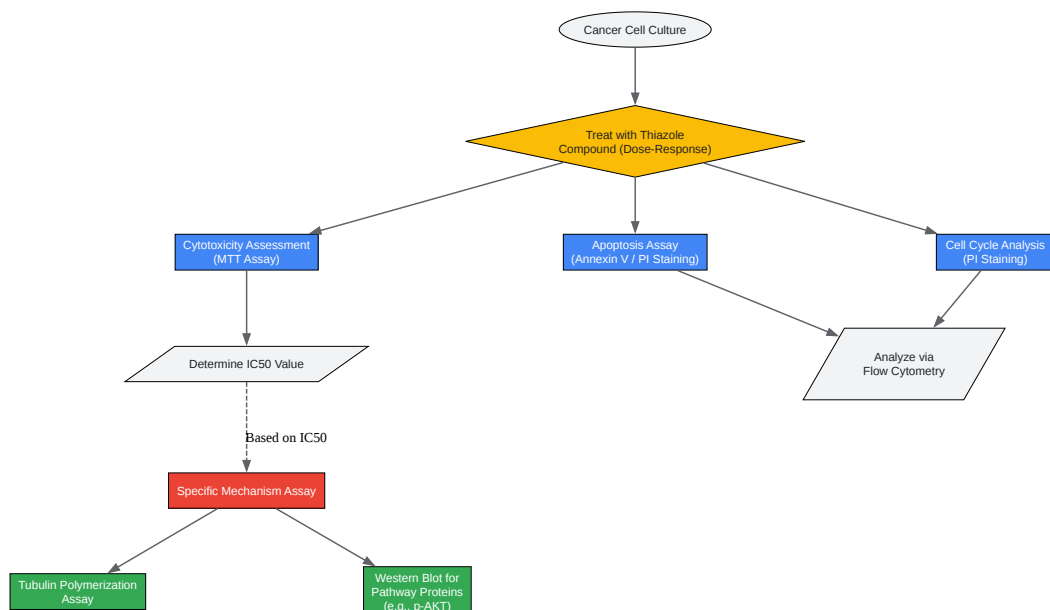 Cancer Cell Culture
Treat with Thiazole
Compound (Dose-Response)
Cytotoxicity Assessment
(MTT Assay)
Apoptosis Assay
(Annexin V / PI Staining)
Cell Cycle Analysis
(PI Staining)
Determine IC50 Value
Analyze via
Flow Cytometry
Based on IC50
Specific Mechanism Assay
Tubulin Polymerization
Assay
Western Blot for
Pathway Proteins
(e.g., p-AKT)